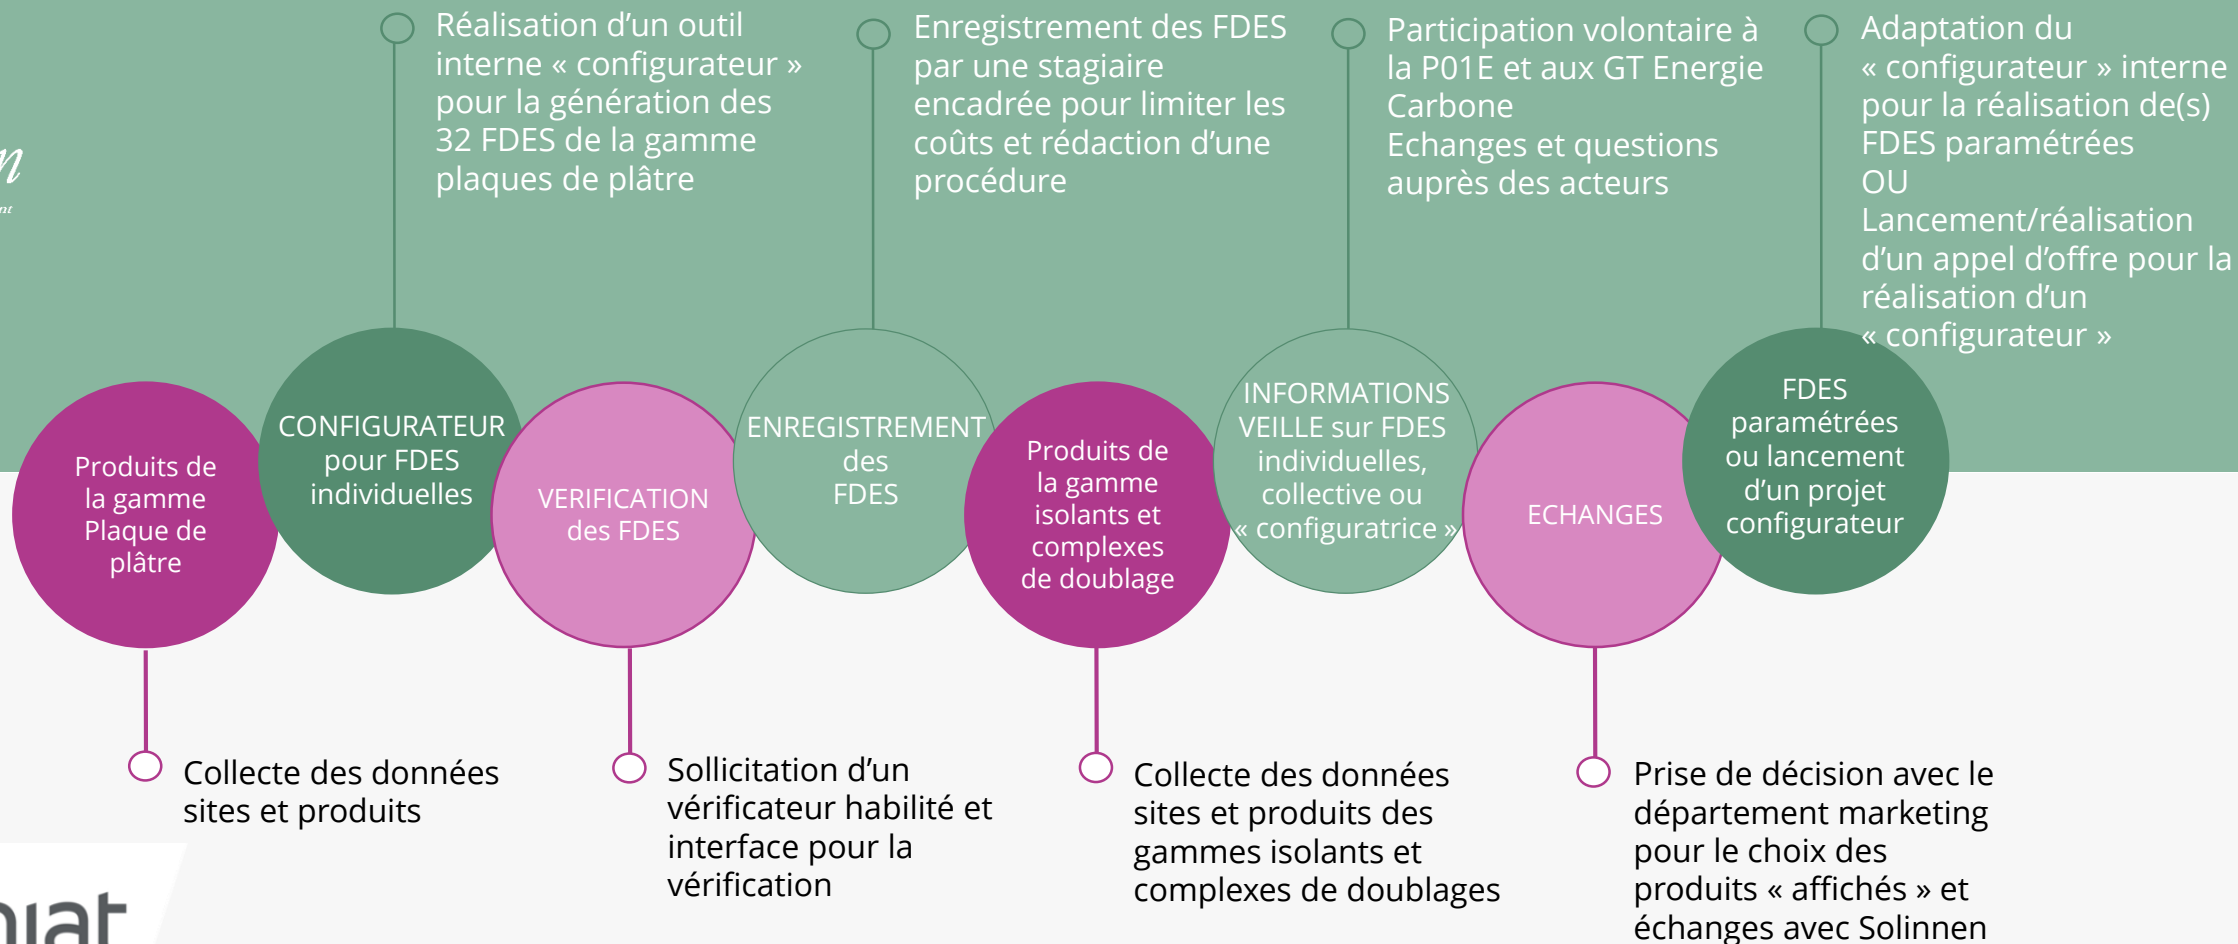 Réalisation d’un outil
interne « configurateur »
pour la génération des
32 FDES de la gamme
plaques de plâtre
Enregistrement des FDES
par une stagiaire
encadrée pour limiter les
coûts et rédaction d’une
procédure
Participation volontaire à
la P01E et aux GT Energie
Carbone
Echanges et questions
auprès des acteurs
Adaptation du
« configurateur » interne
pour la réalisation de(s)
FDES paramétrées
OU
Lancement/réalisation
d’un appel d’offre pour la
réalisation d’un
« configurateur »
Produits de
la gamme
Plaque de
plâtre
CONFIGURATEUR
pour FDES
individuelles
VERIFICATION
des FDES
ENREGISTREMENT
des
FDES
Produits de
la gamme
isolants et
complexes
de doublage
INFORMATIONS
VEILLE sur FDES
individuelles,
collective ou
« configuratrice »
ECHANGES
FDES
paramétrées
ou lancement
d’un projet
configurateur
Collecte des données
sites et produits
Sollicitation d’un
vérificateur habilité et
interface pour la
vérification
Collecte des données
sites et produits des
gammes isolants et
complexes de doublages
Prise de décision avec le
département marketing
pour le choix des
produits « affichés » et
échanges avec Solinnen